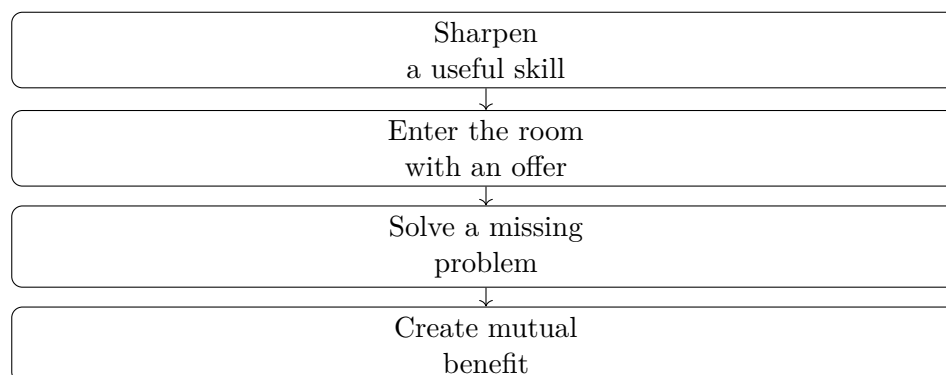 Sharpen
a useful skill
Enter the room
with an offer
Solve a missing
problem
Create mutual
benefit